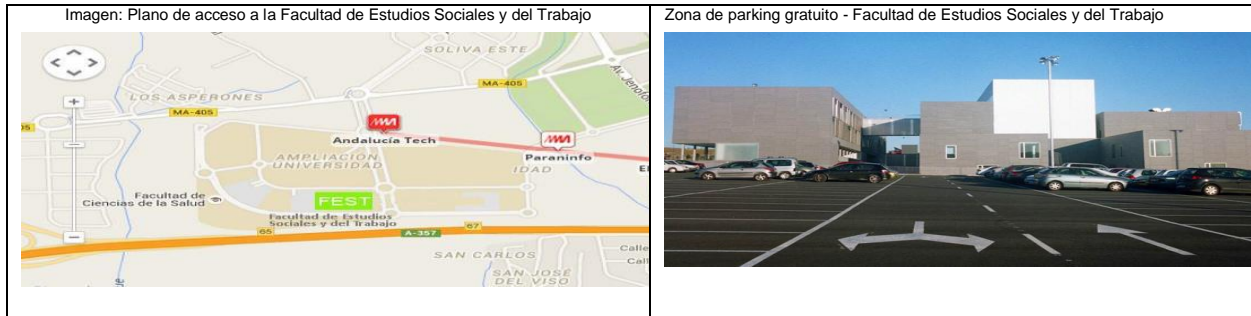 Imagen: Plano de acceso a la Facultad de Estudios Sociales y del Trabajo
SOLIVA ESTE
LOS ASPERONES
MA-405
MA-405
05
Andalucía Tech
Paraninfo
AMPLIACIÓN
UNIVERSIDAD
IDAD
Facultad de
Ciencias de la Salud
FEST
Facultad de Estudios
Sociales y del Trabajo
65
67
A-357
SAN CARLOS
SAN JOSÉ
DEL VISO
Calle
Zona de parking gratuito - Facultad de Estudios Sociales y del Trabajo